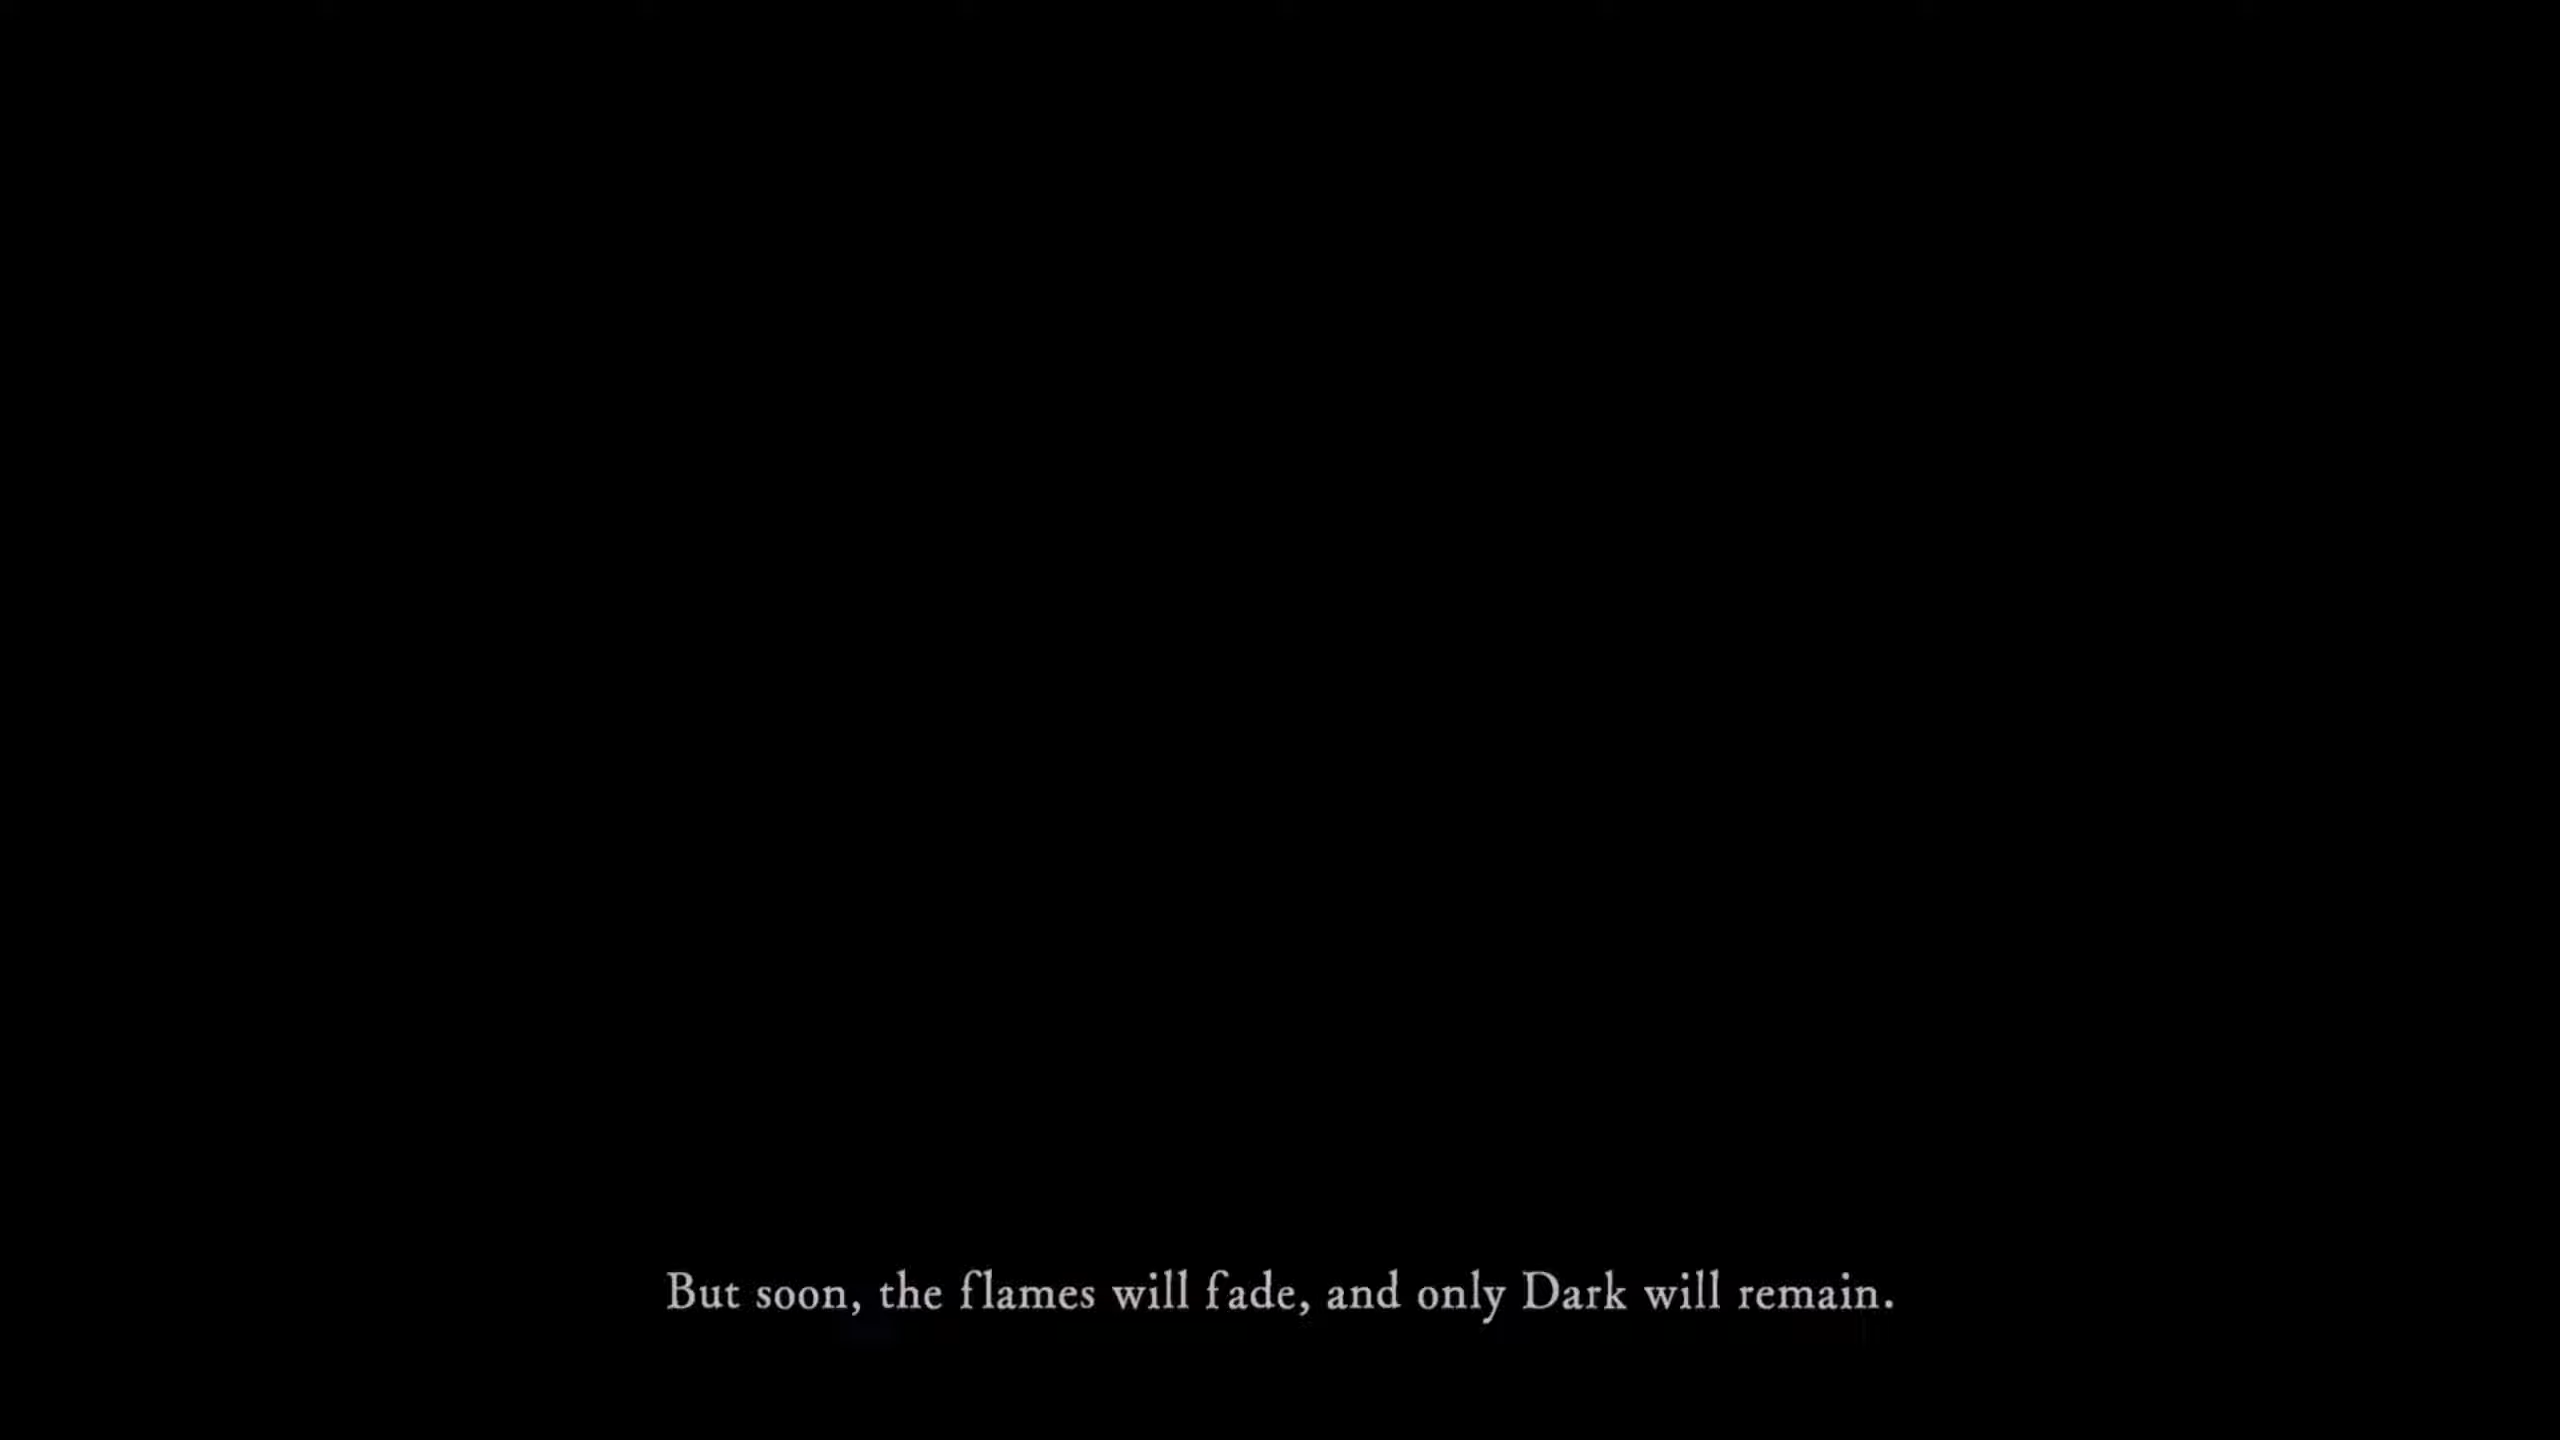 But soon, the flames will fade, and only Dark will remain.